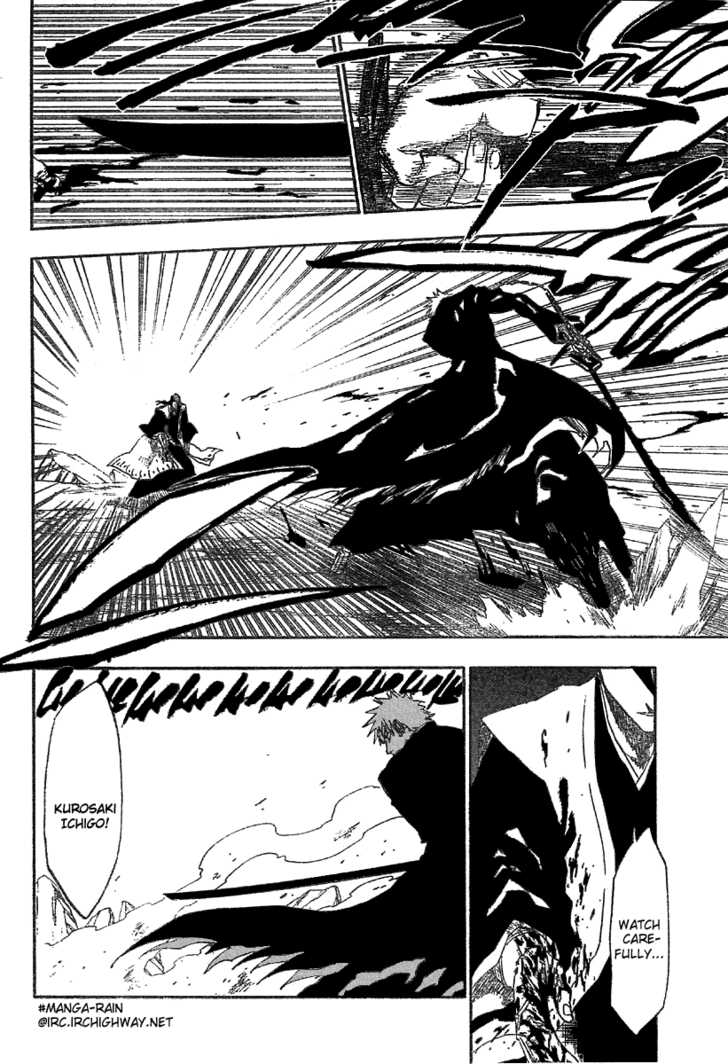 KUROSAKI
ICHIGO!
WATCH
CARE-
FULLY...
#MANGA-RAIN
@IRC.IRCHIGHWAY.NET